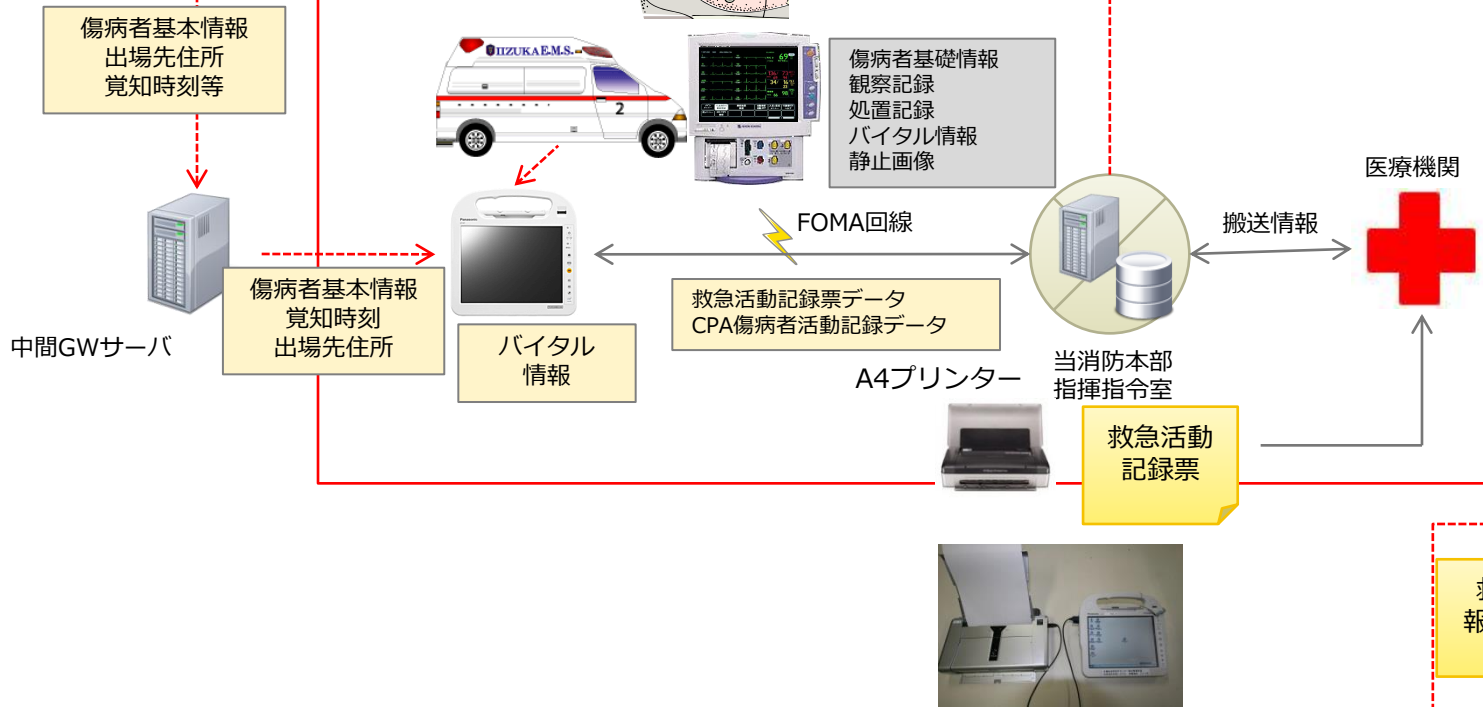 傷病者基本情報
出場先住所
覚知時刻等
IIZUKA E.M.S.
2
傷病者基礎情報
観察記録
処置記録
バイタル情報
静止画像
医療機関
FOMA回線
搬送情報
傷病者基本情報
覚知時刻
出場先住所
中間GWサーバ
バイタル
情報
救急活動記録票データ
CPA傷病者活動記録データ
当消防本部
指揮指令室
A4プリンター
救急活動
記録票
報